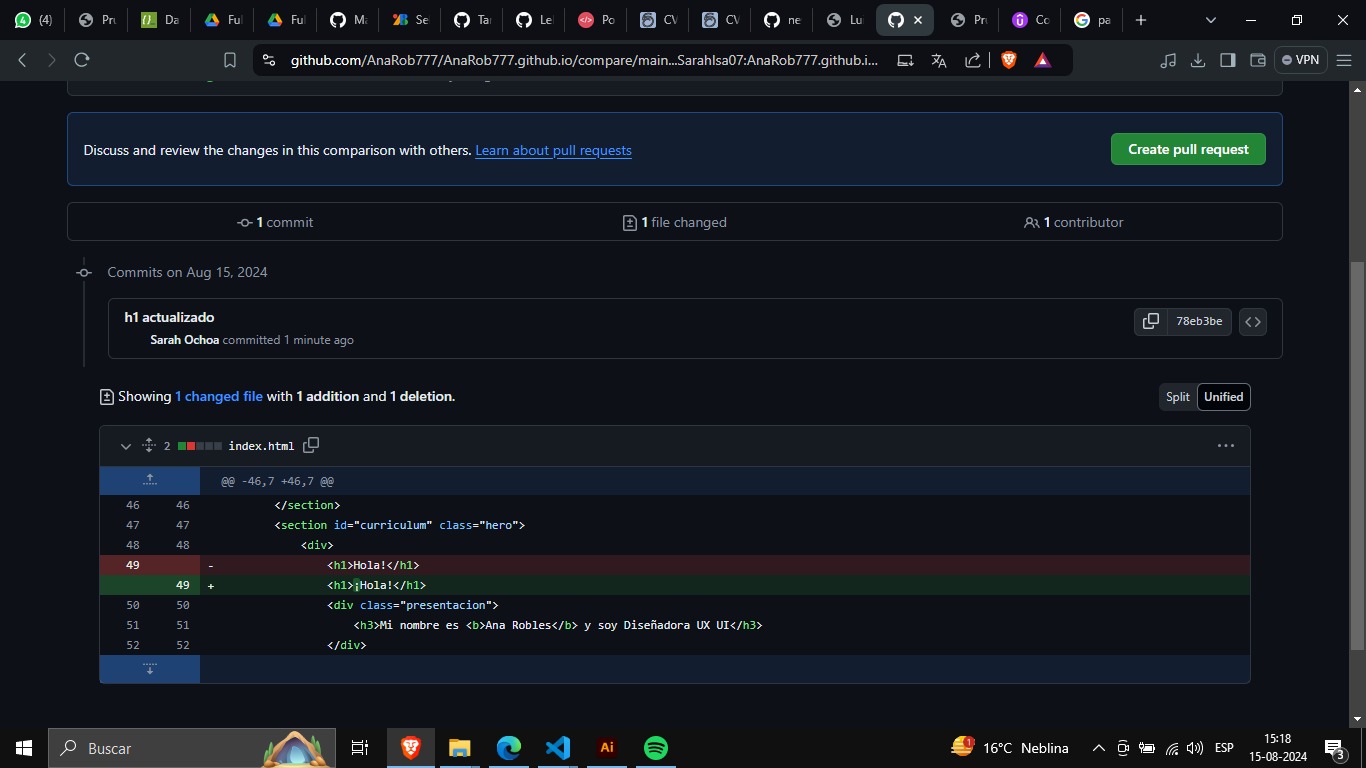 (4)
Pru
Da
Ful
Ful
Ma
Se
Ta
Le
Po
CV
CV
ne
Lu
Pr
Co
pa
github.com/AnaRob777/AnaRob777.github.io/compare/main...SarahIsa07:AnaRob777.github.i...
VPN
Discuss and review the changes in this comparison with others. Learn about pull requests
Create pull request
1 commit
1 file changed
1 contributor
Commits on Aug 15, 2024
h1 actualizado
78eb3be
Sarah Ochoa committed 1 minute ago
Showing 1 changed file with 1 addition and 1 deletion.
Split
Unified
2
index.html
@@ -46,7 +46,7 @@
46 46 </section>
47 47 <section id="curriculum" class="hero">
48 48 <div>
49 - <h1>Hola!</h1>
49 + <h1>¡Hola!</h1>
50 50 <div class="presentacion">
51 51 <h3>Mi nombre es <b>Ana Robles</b> y soy Diseñadora UX UI</h3>
52 52 </div>
Buscar
Ai
1
16°C Neblina
ESP
15:18
15-08-2024
3